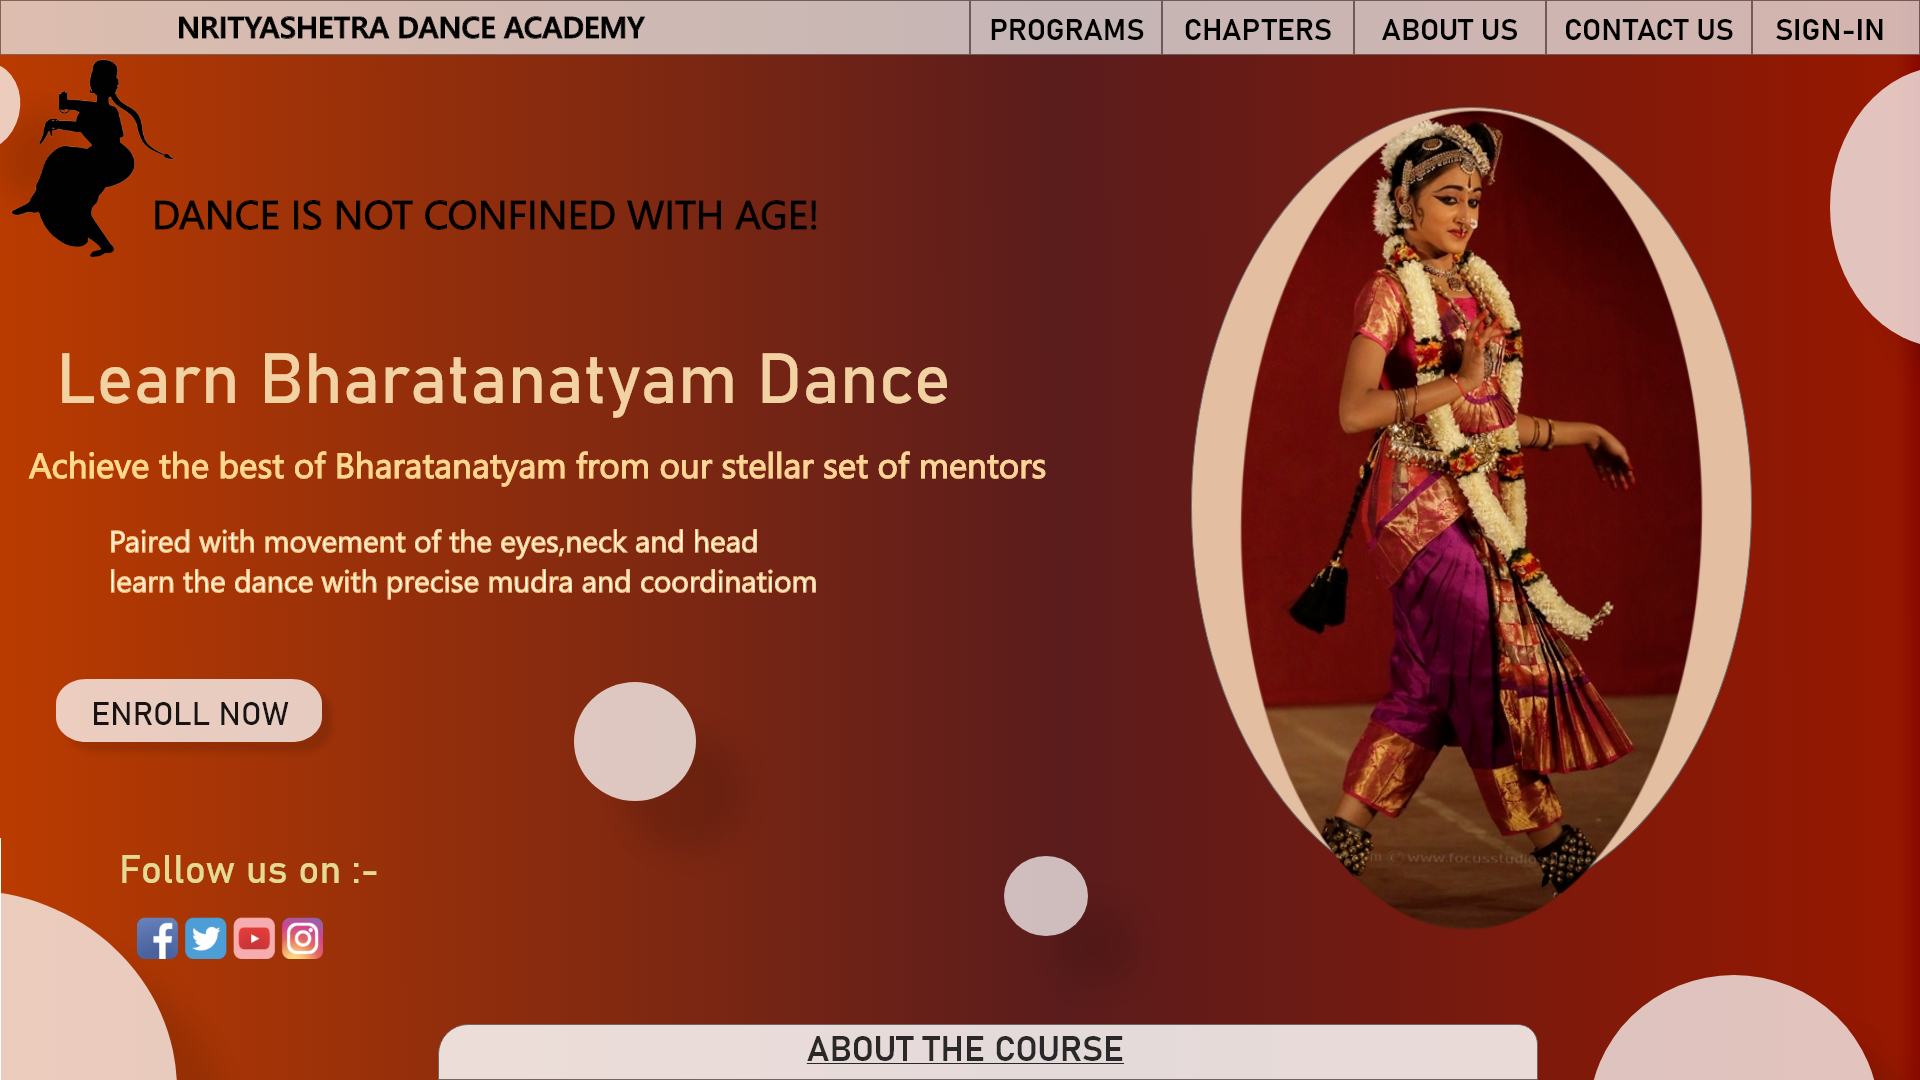 NRITYASHETRA DANCE ACADEMY
PROGRAMS
CHAPTERS
ABOUT US
CONTACT US
SIGN-IN
DANCE IS NOT CONFINED WITH AGE!
Learn Bharatanatyam Dance
Achieve the best of Bharatanatyam from our stellar set of mentors
Paired with movement of the eyes,neck and head
learn the dance with precise mudra and coordinatiom
ENROLL NOW
Follow us on :-
ABOUT THE COURSE